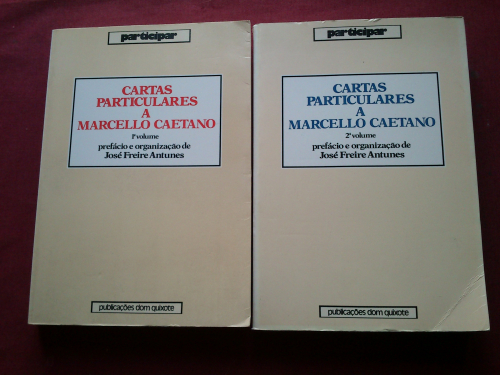 participar
CARTAS
PARTICULARES
A
MARCELLO CAETANO
1º volume
prefácio e organização de
José Freire Antunes
publicações dom quixote
participar
CARTAS
PARTICULARES
A
MARCELLO CAETANO
2º volume
prefácio e organização de
José Freire Antunes
publicações dom quixote